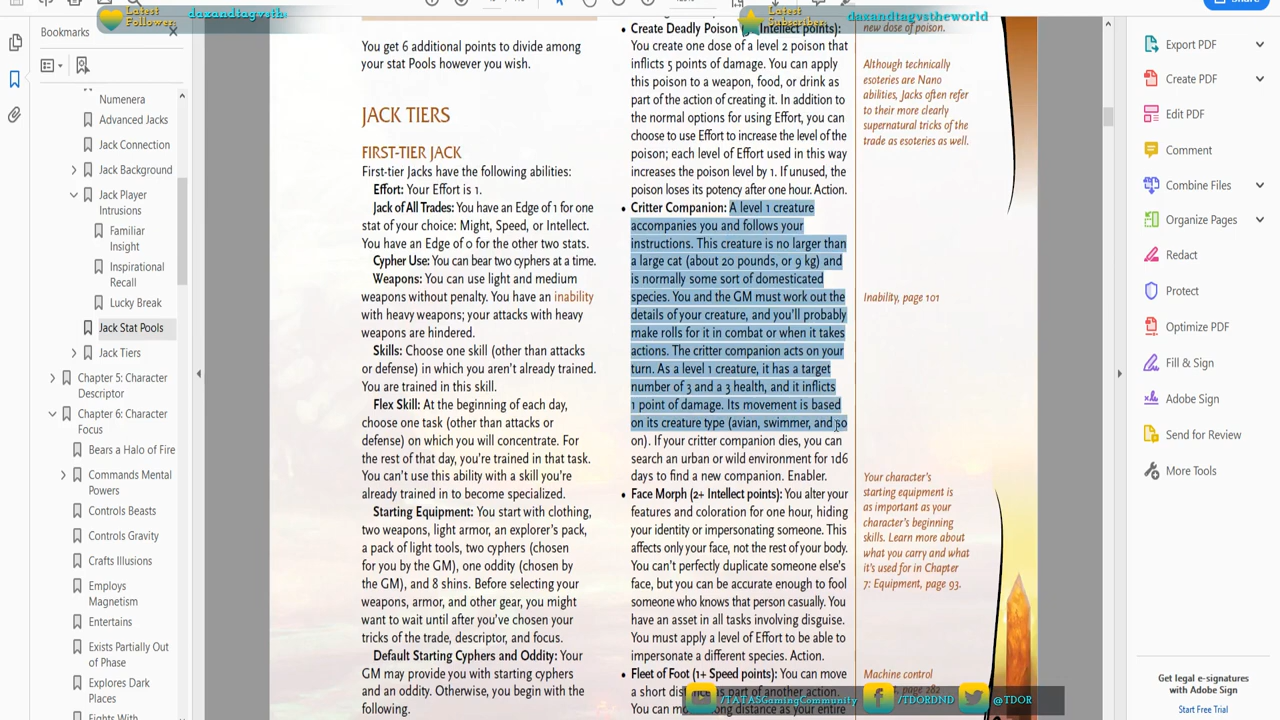 Latest
Follower:
daxandtagvsth
Latest
Subscriber:
daxandtagvstheworld
Bookmarks
Numenera
Advanced Jacks
Jack Connection
Jack Background
Jack Player
Intrusions
Familiar
Insight
Inspirational
Recall
Lucky Break
Jack Stat Pools
Jack Tiers
Chapter 5: Character
Descriptor
Chapter 6: Character
Focus
Bears a Halo of Fire
Commands Mental
Powers
Controls Beasts
Controls Gravity
Crafts Illusions
Employs
Magnetism
Entertains
Exists Partially Out
of Phase
Explores Dark
Places
Fights With
You get 6 additional points to divide among
your stat Pools however you wish.
JACK TIERS
FIRST-TIER JACK
First-tier Jacks have the following abilities:
Effort: Your Effort is 1.
Jack of All Trades: You have an Edge of 1 for one
stat of your choice: Might, Speed, or Intellect.
You have an Edge of 0 for the other two stats.
Cypher Use: You can bear two cyphers at a time.
Weapons: You can use light and medium
weapons without penalty. You have an inability
with heavy weapons; your attacks with heavy
weapons are hindered.
Skills: Choose one skill (other than attacks
or defense) in which you aren't already trained.
You are trained in this skill.
Flex Skill: At the beginning of each day,
choose one task (other than attacks or
defense) on which you will concentrate. For
the rest of that day, you're trained in that task.
You can't use this ability with a skill you're
already trained in to become specialized.
Starting Equipment: You start with clothing,
two weapons, light armor, an explorer's pack,
a pack of light tools, two cyphers (chosen
for you by the GM), one oddity (chosen by
the GM), and 8 shins. Before selecting your
weapons, armor, and other gear, you might
want to wait until after you've chosen your
tricks of the trade, descriptor, and focus.
Default Starting Cyphers and Oddity: Your
GM may provide you with starting cyphers
and an oddity. Otherwise, you begin with the
following.
• Create Deadly Poison Intellect points):
You create one dose of a level 2 poison that
inflicts 5 points of damage. You can apply
this poison to a weapon, food, or drink as
part of the action of creating it. In addition to
the normal options for using Effort, you can
choose to use Effort to increase the level of the
poison; each level of Effort used in this way
increases the poison level by 1. If unused, the
poison loses its potency after one hour. Action.
• Critter Companion: A level 1 creature
accompanies you and follows your
instructions. This creature is no larger than
a large cat (about 20 pounds, or 9 kg) and
is normally some sort of domesticated
species. You and the GM must work out the
details of your creature, and you'll probably
make rolls for it in combat or when it takes
actions. The critter companion acts on your
turn. As a level 1 creature, it has a target
number of 3 and a 3 health, and it inflicts
1 point of damage. Its movement is based
on its creature type (avian, swimmer, and so
on). If your critter companion dies, you can
search an urban or wild environment for 1d6
days to find a new companion. Enabler.
• Face Morph (2+ Intellect points): You alter your
features and coloration for one hour, hiding
your identity or impersonating someone. This
affects only your face, not the rest of your body.
You can't perfectly duplicate someone else's
face, but you can be accurate enough to fool
someone who knows that person casually. You
have an asset in all tasks involving disguise.
You must apply a level of Effort to be able to
impersonate a different species. Action.
• Fleet of Foot (1+ Speed points): You can move
a short distance as part of another action.
You can mo long distance as your entire
new dose of poison.
Although technically
esoteries are Nano
abilities, Jacks often refer
to their more clearly
supernatural tricks of the
trade as esoteries as well.
Inability, page 101
Your character's
starting equipment is
as important as your
character's beginning
skills. Learn more about
what you carry and what
it's used for in Chapter
7: Equipment, page 93.
Machine control
page 282
/TATASGamingCommunity
/TDORDND
@TDOR
Export PDF
Create PDF
Edit PDF
Comment
Combine Files
Organize Pages
Redact
Protect
Optimize PDF
Fill & Sign
Adobe Sign
Send for Review
More Tools
Get legal e-signatures
with Adobe Sign
Start Free Trial